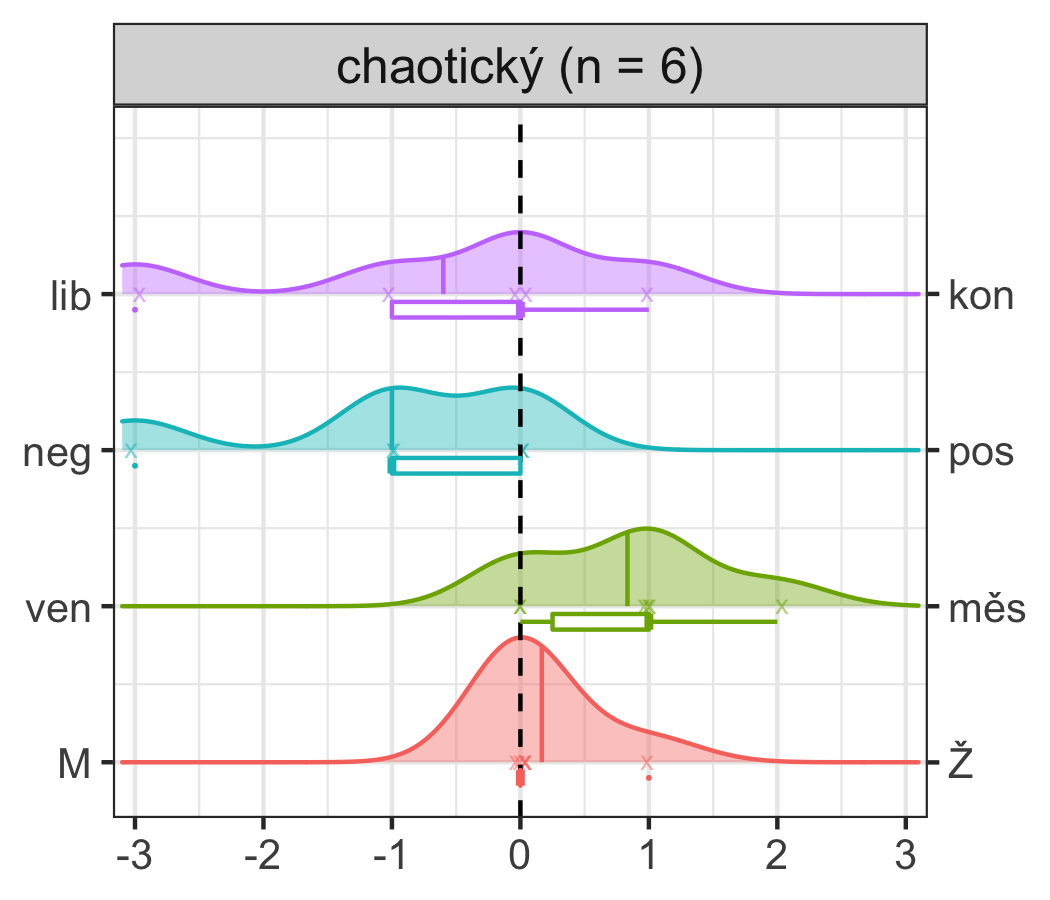 chaotický (n = 6)
lib kon
neg pos
ven měs
M Ž
-3 -2 -1 0 1 2 3